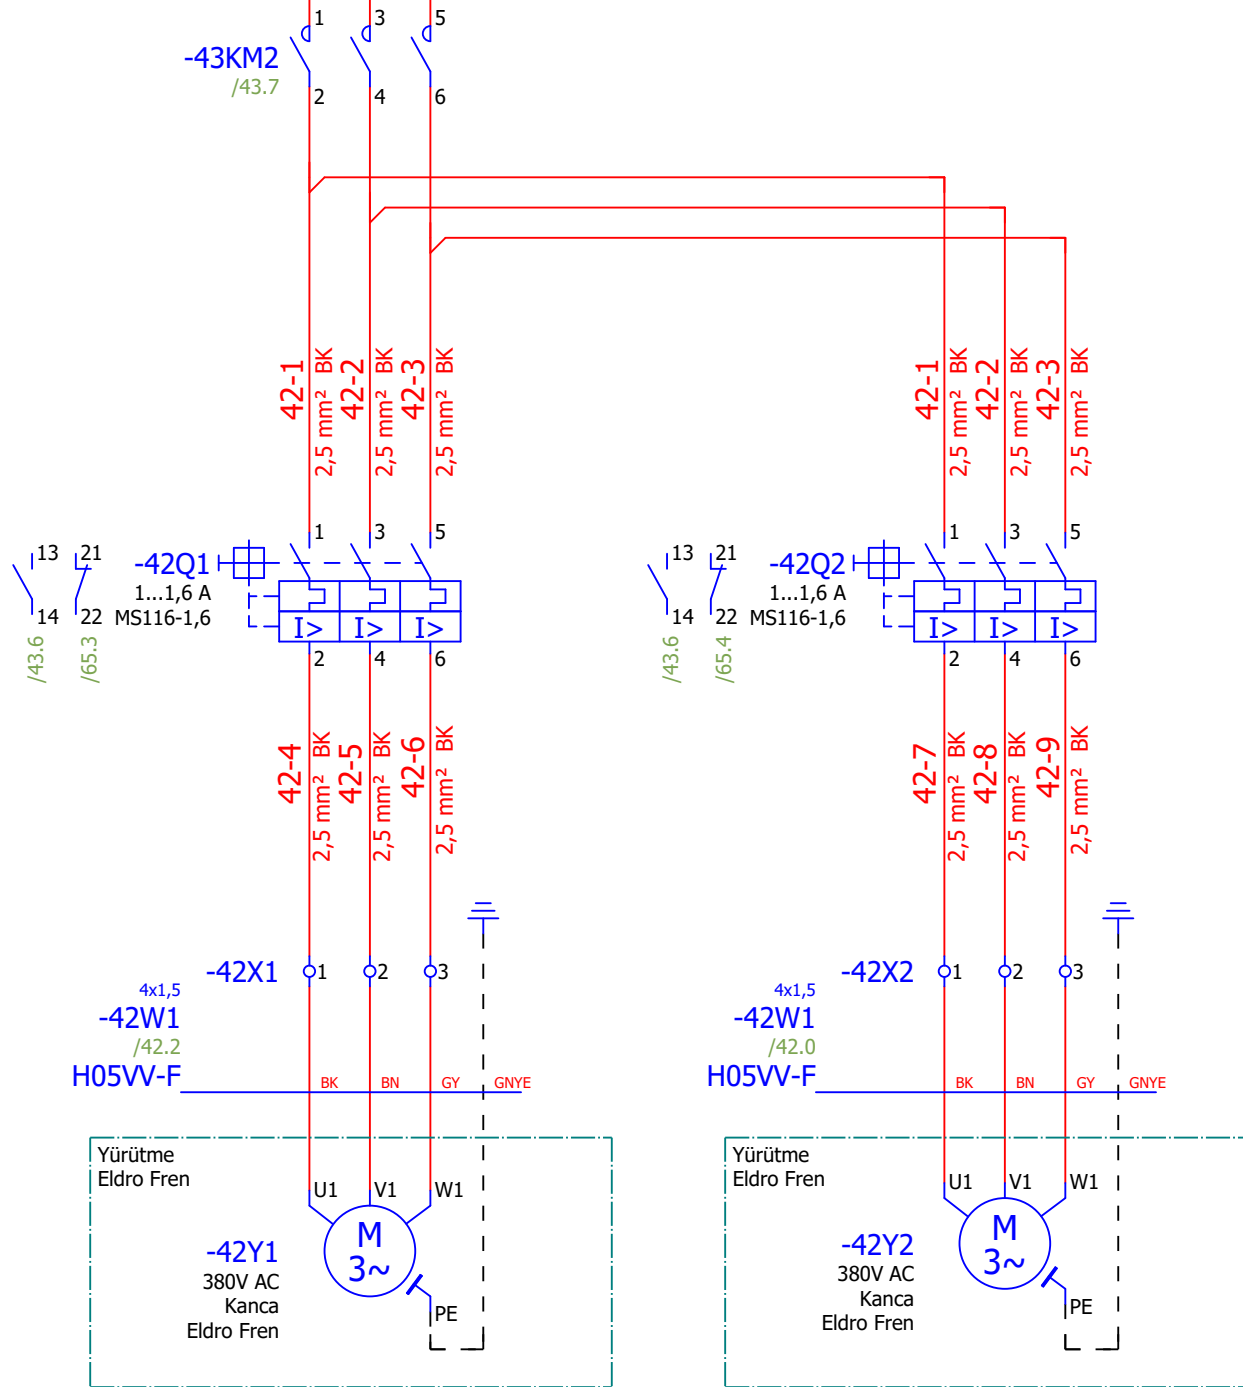 1 3 5
-43KM2
/43.7
2 4 6
42-1 2,5 mm² BK
42-2 2,5 mm² BK
42-3 2,5 mm² BK
42-1 2,5 mm² BK
42-2 2,5 mm² BK
42-3 2,5 mm² BK
1 3 5
13 21
-42Q1
1...1,6 A
14 22
MS116-1,6
I> I> I>
/43.6 /65.3
2 4 6
1 3 5
13 21
-42Q2
1...1,6 A
14 22
MS116-1,6
I> I> I>
/43.6 /65.4
2 4 6
42-4 2,5 mm² BK
42-5 2,5 mm² BK
42-6 2,5 mm² BK
42-7 2,5 mm² BK
42-8 2,5 mm² BK
42-9 2,5 mm² BK
-42X1 1 2 3
4x1,5
-42W1
/42.2
H05VV-F
BK BN GY GNYE
-42X2 1 2 3
4x1,5
-42W1
/42.0
H05VV-F
BK BN GY GNYE
Yürütme
Eldro Fren
U1 V1 W1
M
3~
-42Y1
380V AC
Kanca
Eldro Fren
PE
Yürütme
Eldro Fren
U1 V1 W1
M
3~
-42Y2
380V AC
Kanca
Eldro Fren
PE